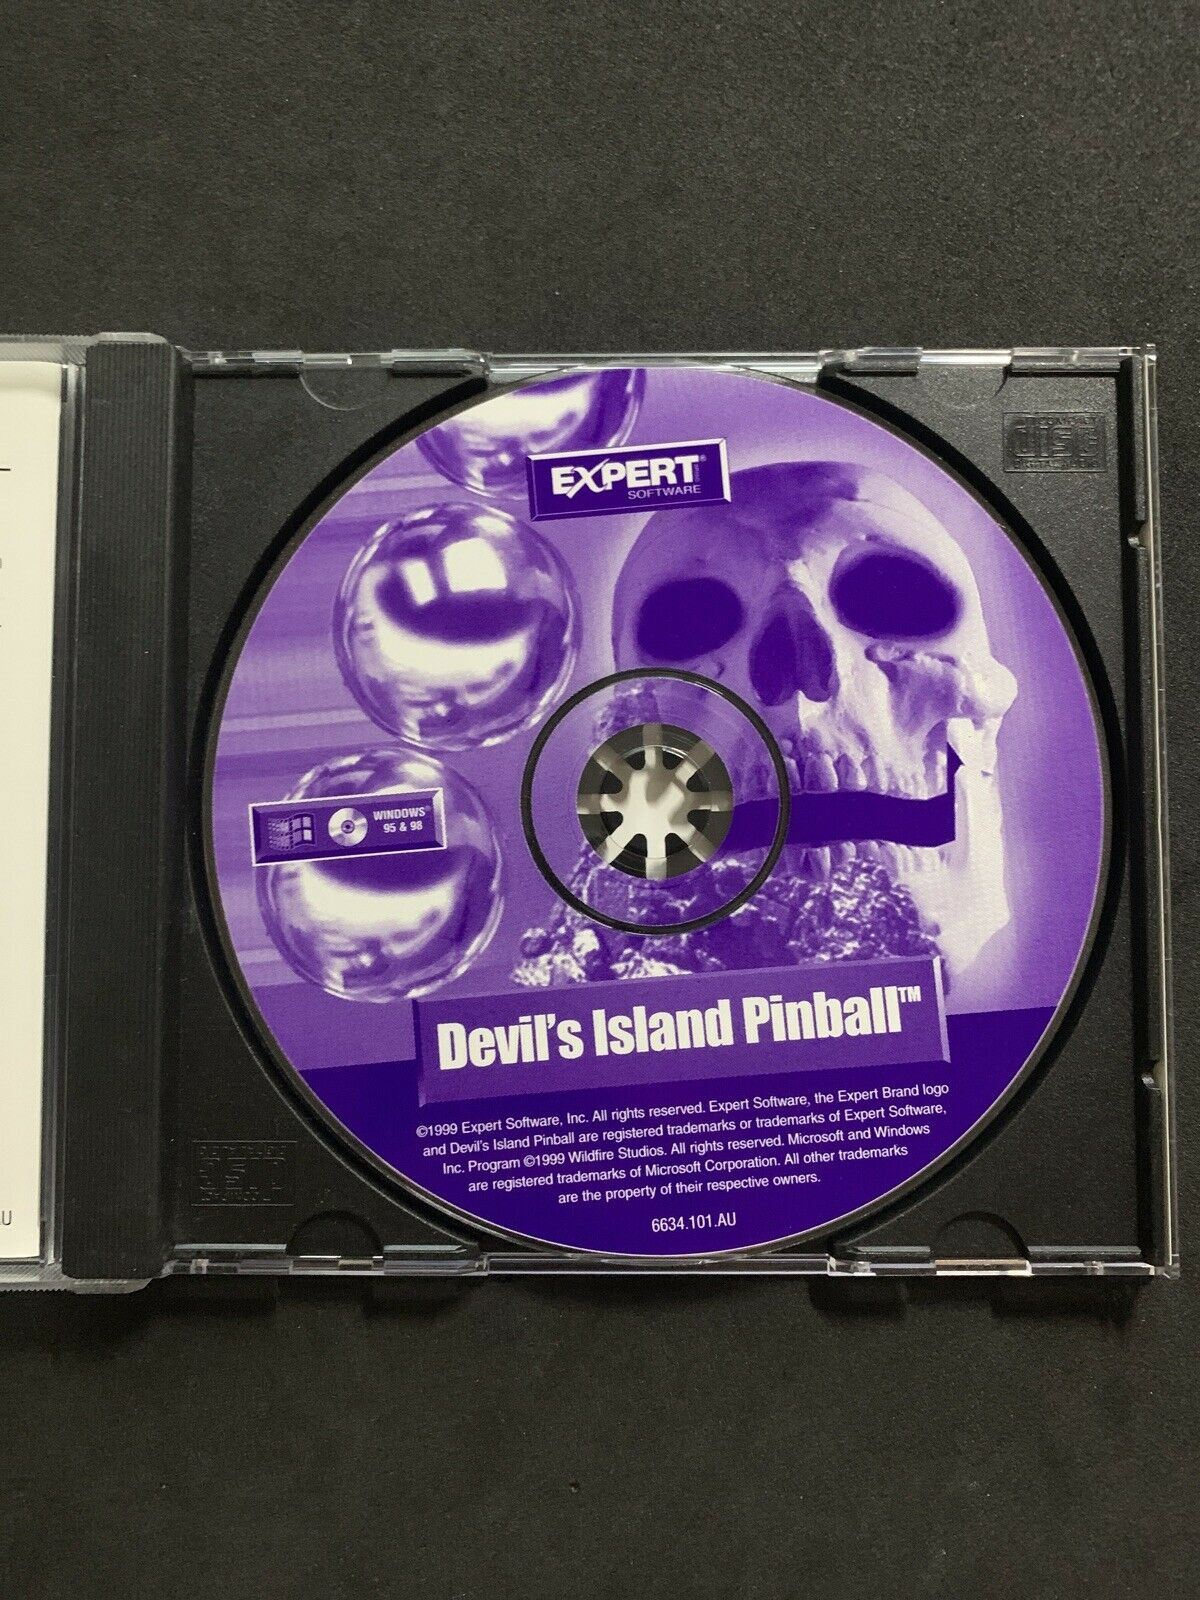 EXPERT®
SOFTWARE
WINDOWS®
95 & 98
Devil's Island Pinball™
©1999 Expert Software, Inc. All rights reserved. Expert Software, the Expert Brand logo
and Devil's Island Pinball are registered trademarks or trademarks of Expert Software,
Inc. Program ©1999 Wildfire Studios. All rights reserved. Microsoft and Windows
are registered trademarks of Microsoft Corporation. All other trademarks
are the property of their respective owners.
6634.101.AU